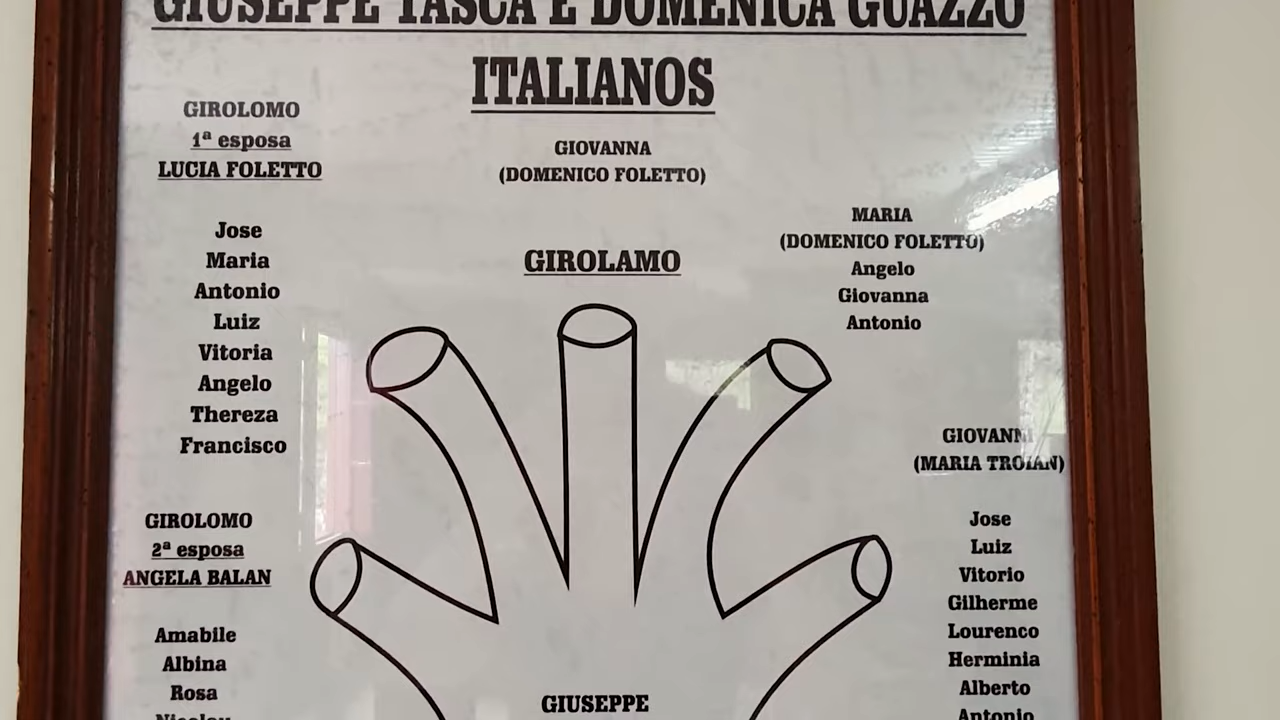 GIUSEPPE TASCA E DOMENICA GUAZZO
ITALIANOS
GIROLOMO
1ª esposa
LUCIA FOLETTO
Jose
Maria
Antonio
Luiz
Vitoria
Angelo
Thereza
Francisco
GIROLOMO
2ª esposa
ANGELA BALAN
Amabile
Albina
Rosa
Nicolau
GIOVANNA
(DOMENICO FOLETTO)
GIROLAMO
MARIA
(DOMENICO FOLETTO)
Angelo
Giovanna
Antonio
GIOVANNI
(MARIA TROIAN)
Jose
Luiz
Vitorio
Gilherme
Lourenco
Herminia
Alberto
Antonio
GIUSEPPE